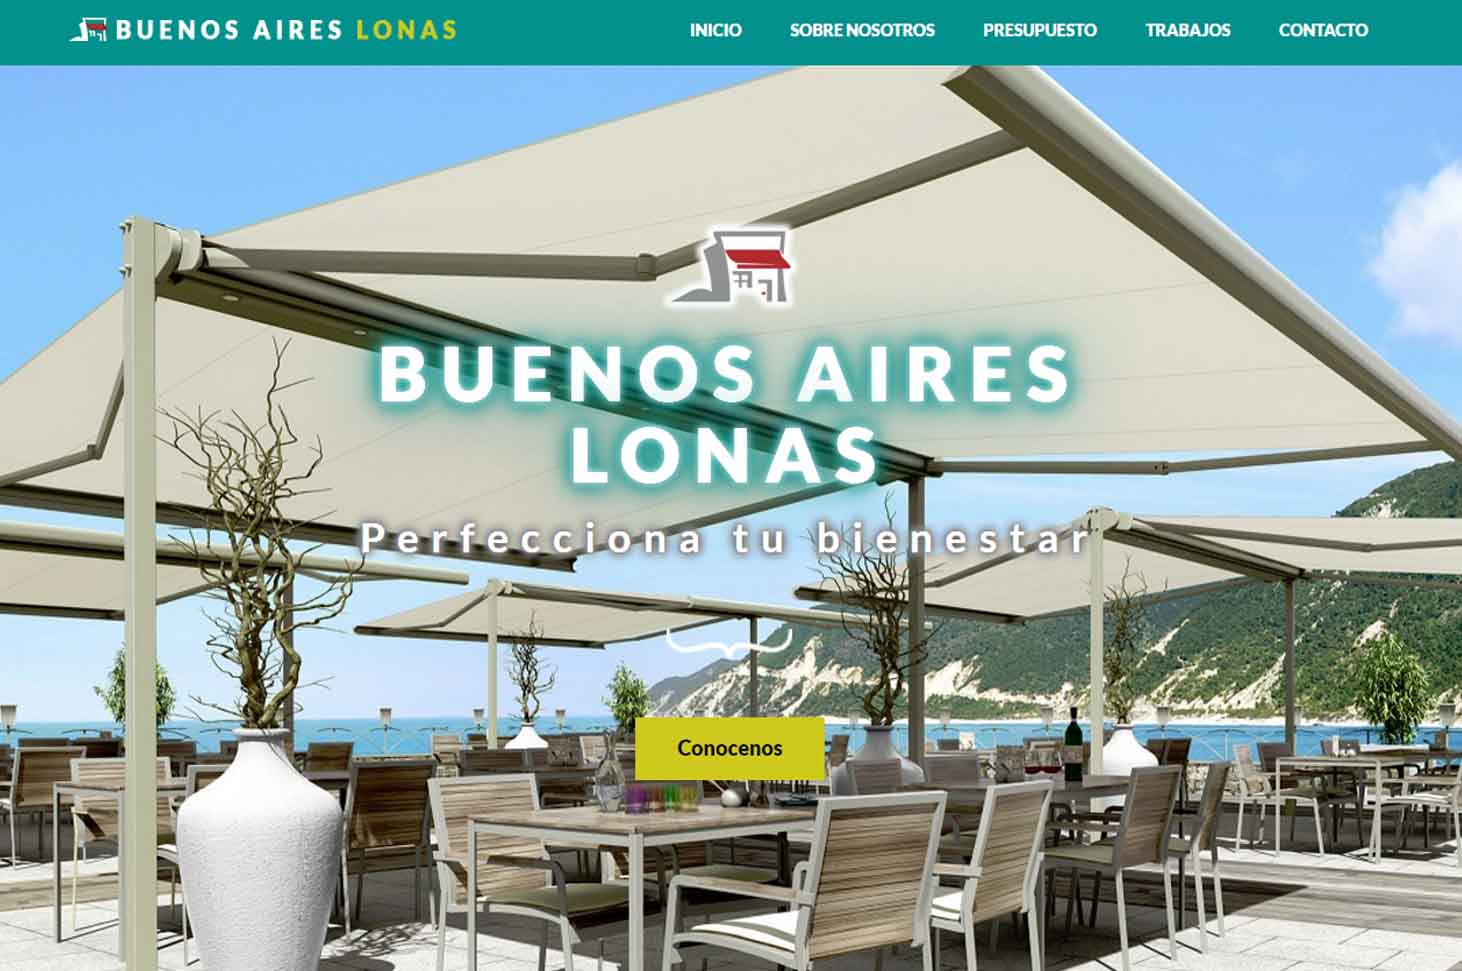 BUENOS AIRES LONAS
INICIO
SOBRE NOSOTROS
PRESUPUESTO
TRABAJOS
CONTACTO
BUENOS AIRES
LONAS
Perfecciona tu bienestar
Conocenos